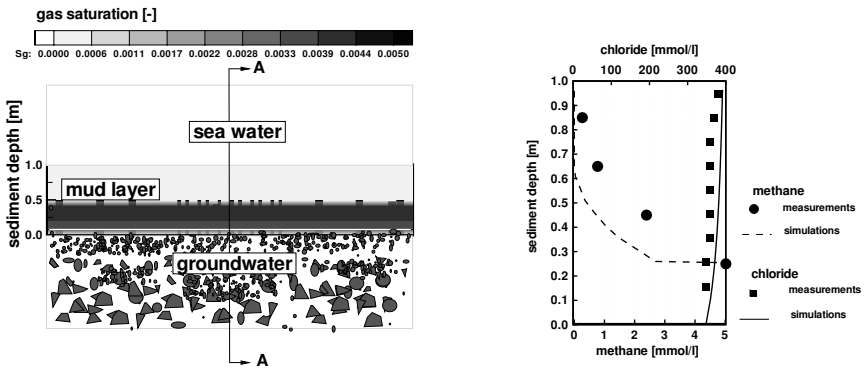 gas saturation [-]
Sg: 0.0000 0.0006 0.0011 0.0017 0.0022 0.0028 0.0033 0.0039 0.0044 0.0050
A
sea water
sediment depth [m]
1.0
mud layer
0.5
0.0
groundwater
A
chloride [mmol/l]
0 100 200 300 400
1.0
0.9
0.8
0.7
0.6
0.5
0.4
0.3
0.2
0.1
0.0
sediment depth [m]
0 1 2 3 4 5
methane [mmol/l]
methane
measurements
simulations
chloride
measurements
simulations